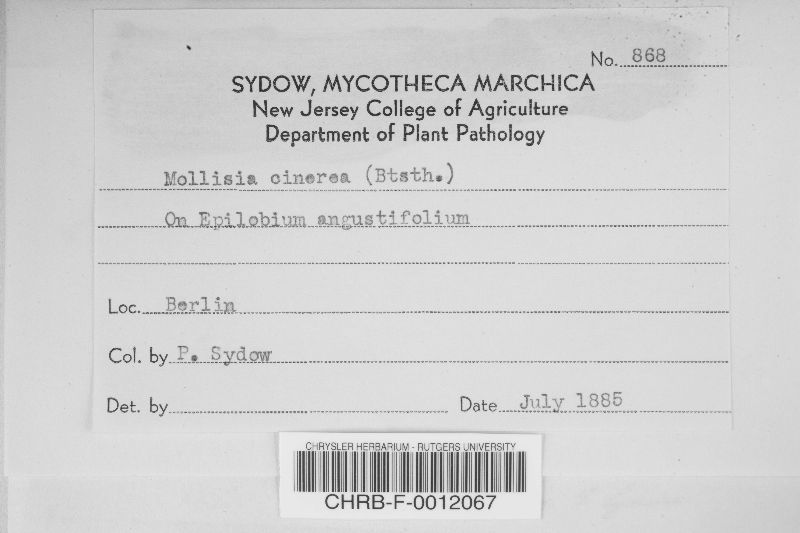 No. 868
SYDOW, MYCOTHECA MARCHICA
New Jersey College of Agriculture
Department of Plant Pathology
Mollisia cinerea (Btsth.)
On Epilobium angustifolium
Loc. Berlin
Col. by P. Sydow
Det. by Date July 1885
CHRYSLER HERBARIUM - RUTGERS UNIVERSITY
CHRB-F-0012067